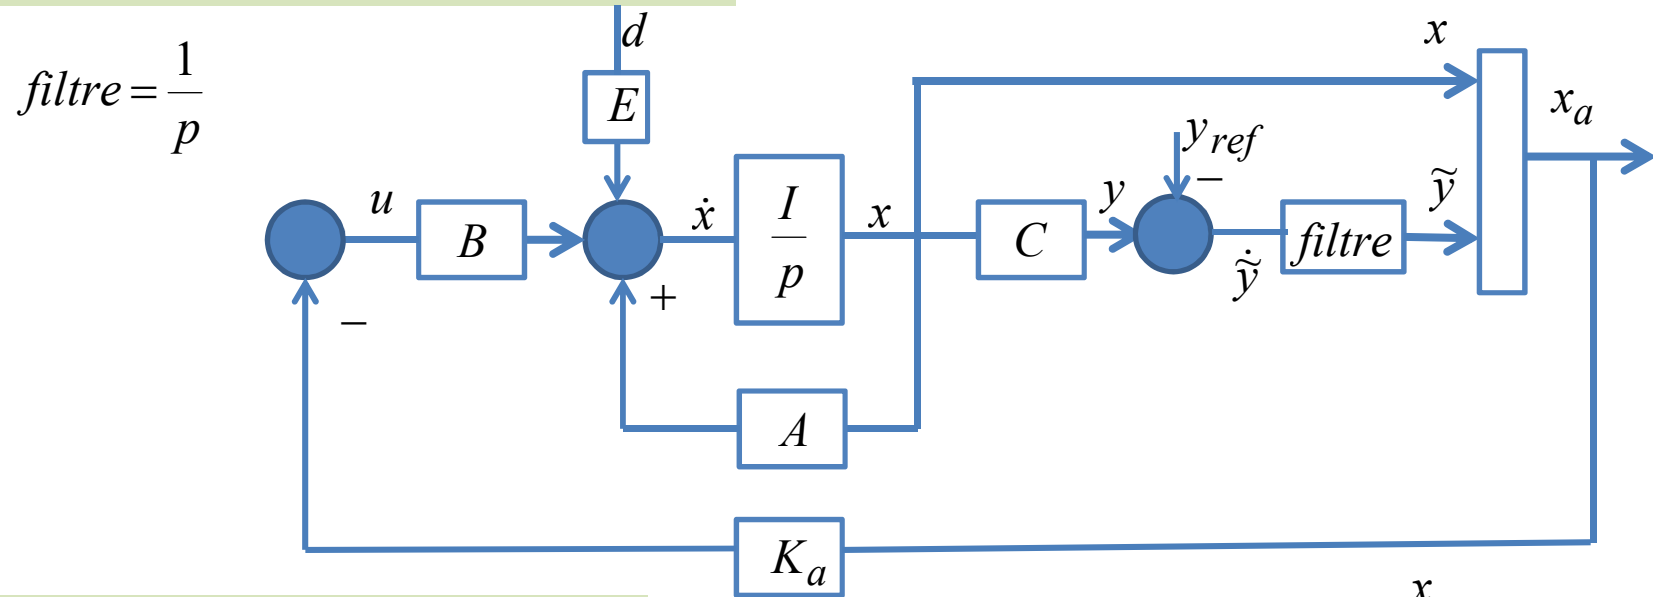 filtre = 1/p
d
E
x
x_a
y_ref
−
u
B
ẋ
I/p
x
C
y
ỹ
filtre
ỹ̇
+
−
A
K_a
x